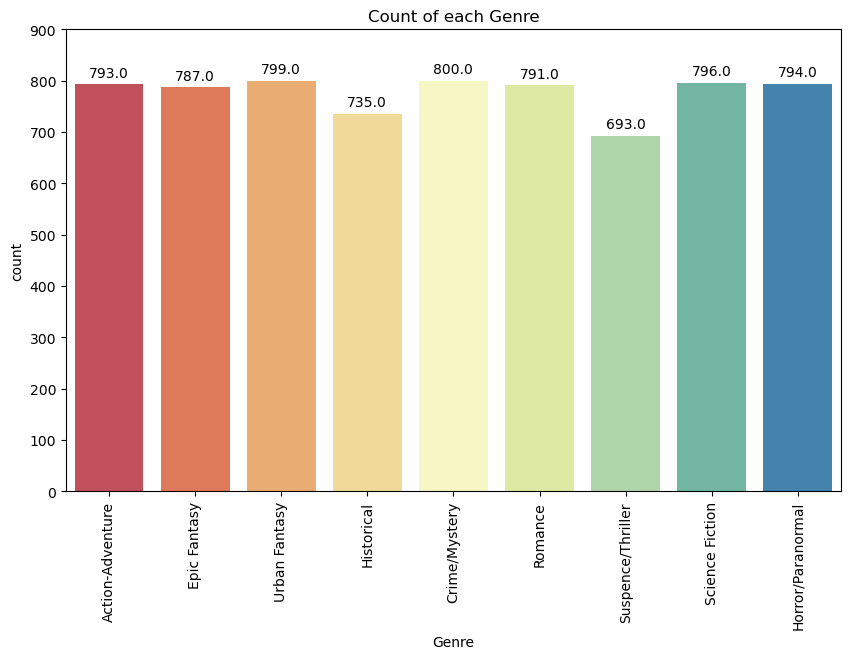 Count of each Genre
900
800
700
600
500
400
300
200
100
0
count
793.0
787.0
799.0
735.0
800.0
791.0
693.0
796.0
794.0
Action-Adventure
Epic Fantasy
Urban Fantasy
Historical
Crime/Mystery
Romance
Suspence/Thriller
Science Fiction
Horror/Paranormal
Genre